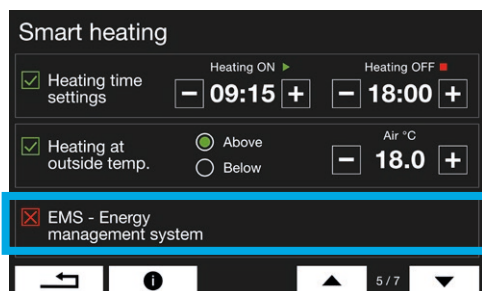 Smart heating
Heating time
settings
Heating ON
− 09:15 +
Heating OFF
− 18:00 +
Heating at
outside temp.
Above
Below
Air °C
− 18.0 +
EMS - Energy
management system
5/7